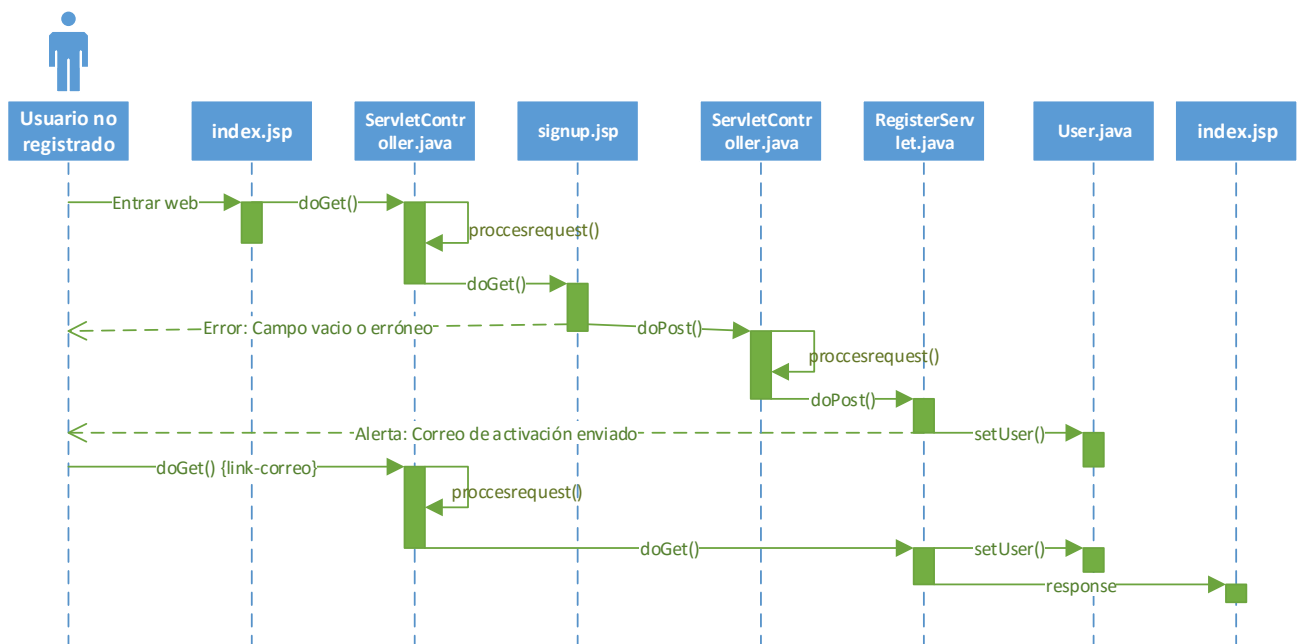 Usuario no
registrado
index.jsp
ServletContr
oller.java
signup.jsp
ServletContr
oller.java
RegisterServ
let.java
User.java
index.jsp
Entrar web
doGet()
proccesrequest()
doGet()
Error: Campo vacio o erróneo
doPost()
proccesrequest()
doPost()
Alerta: Correo de activación enviado
setUser()
doGet() {link-correo}
proccesrequest()
doGet()
setUser()
response